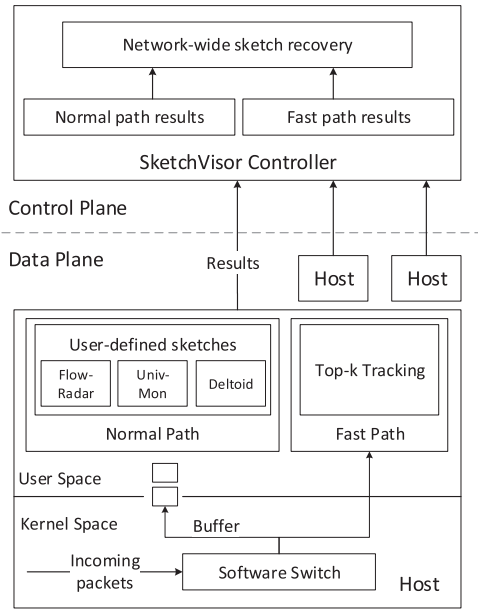 Network-wide sketch recovery
Normal path results
Fast path results
SketchVisor Controller
Control Plane
Data Plane
Results
Host
Host
User-defined sketches
Flow-
Radar
Univ-
Mon
Deltoid
Normal Path
Top-k Tracking
Fast Path
User Space
Kernel Space
Buffer
Incoming
packets
Software Switch
Host